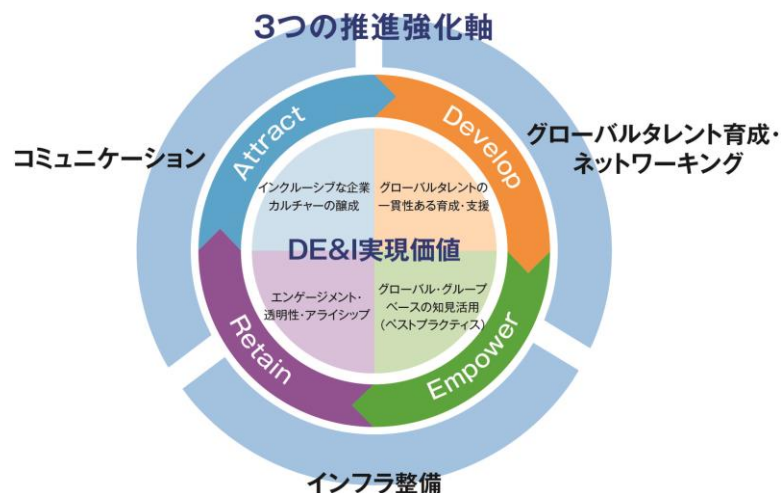 3つの推進強化軸
コミュニケーション
グローバルタレント育成・
ネットワーキング
インフラ整備
Attract
Develop
Empower
Retain
インクルーシブな企業
カルチャーの醸成
グローバルタレントの
一貫性ある育成・支援
DE&I実現価値
エンゲージメント・
透明性・アライシップ
グローバル・グループ
ベースの知見活用
(ベストプラクティス)